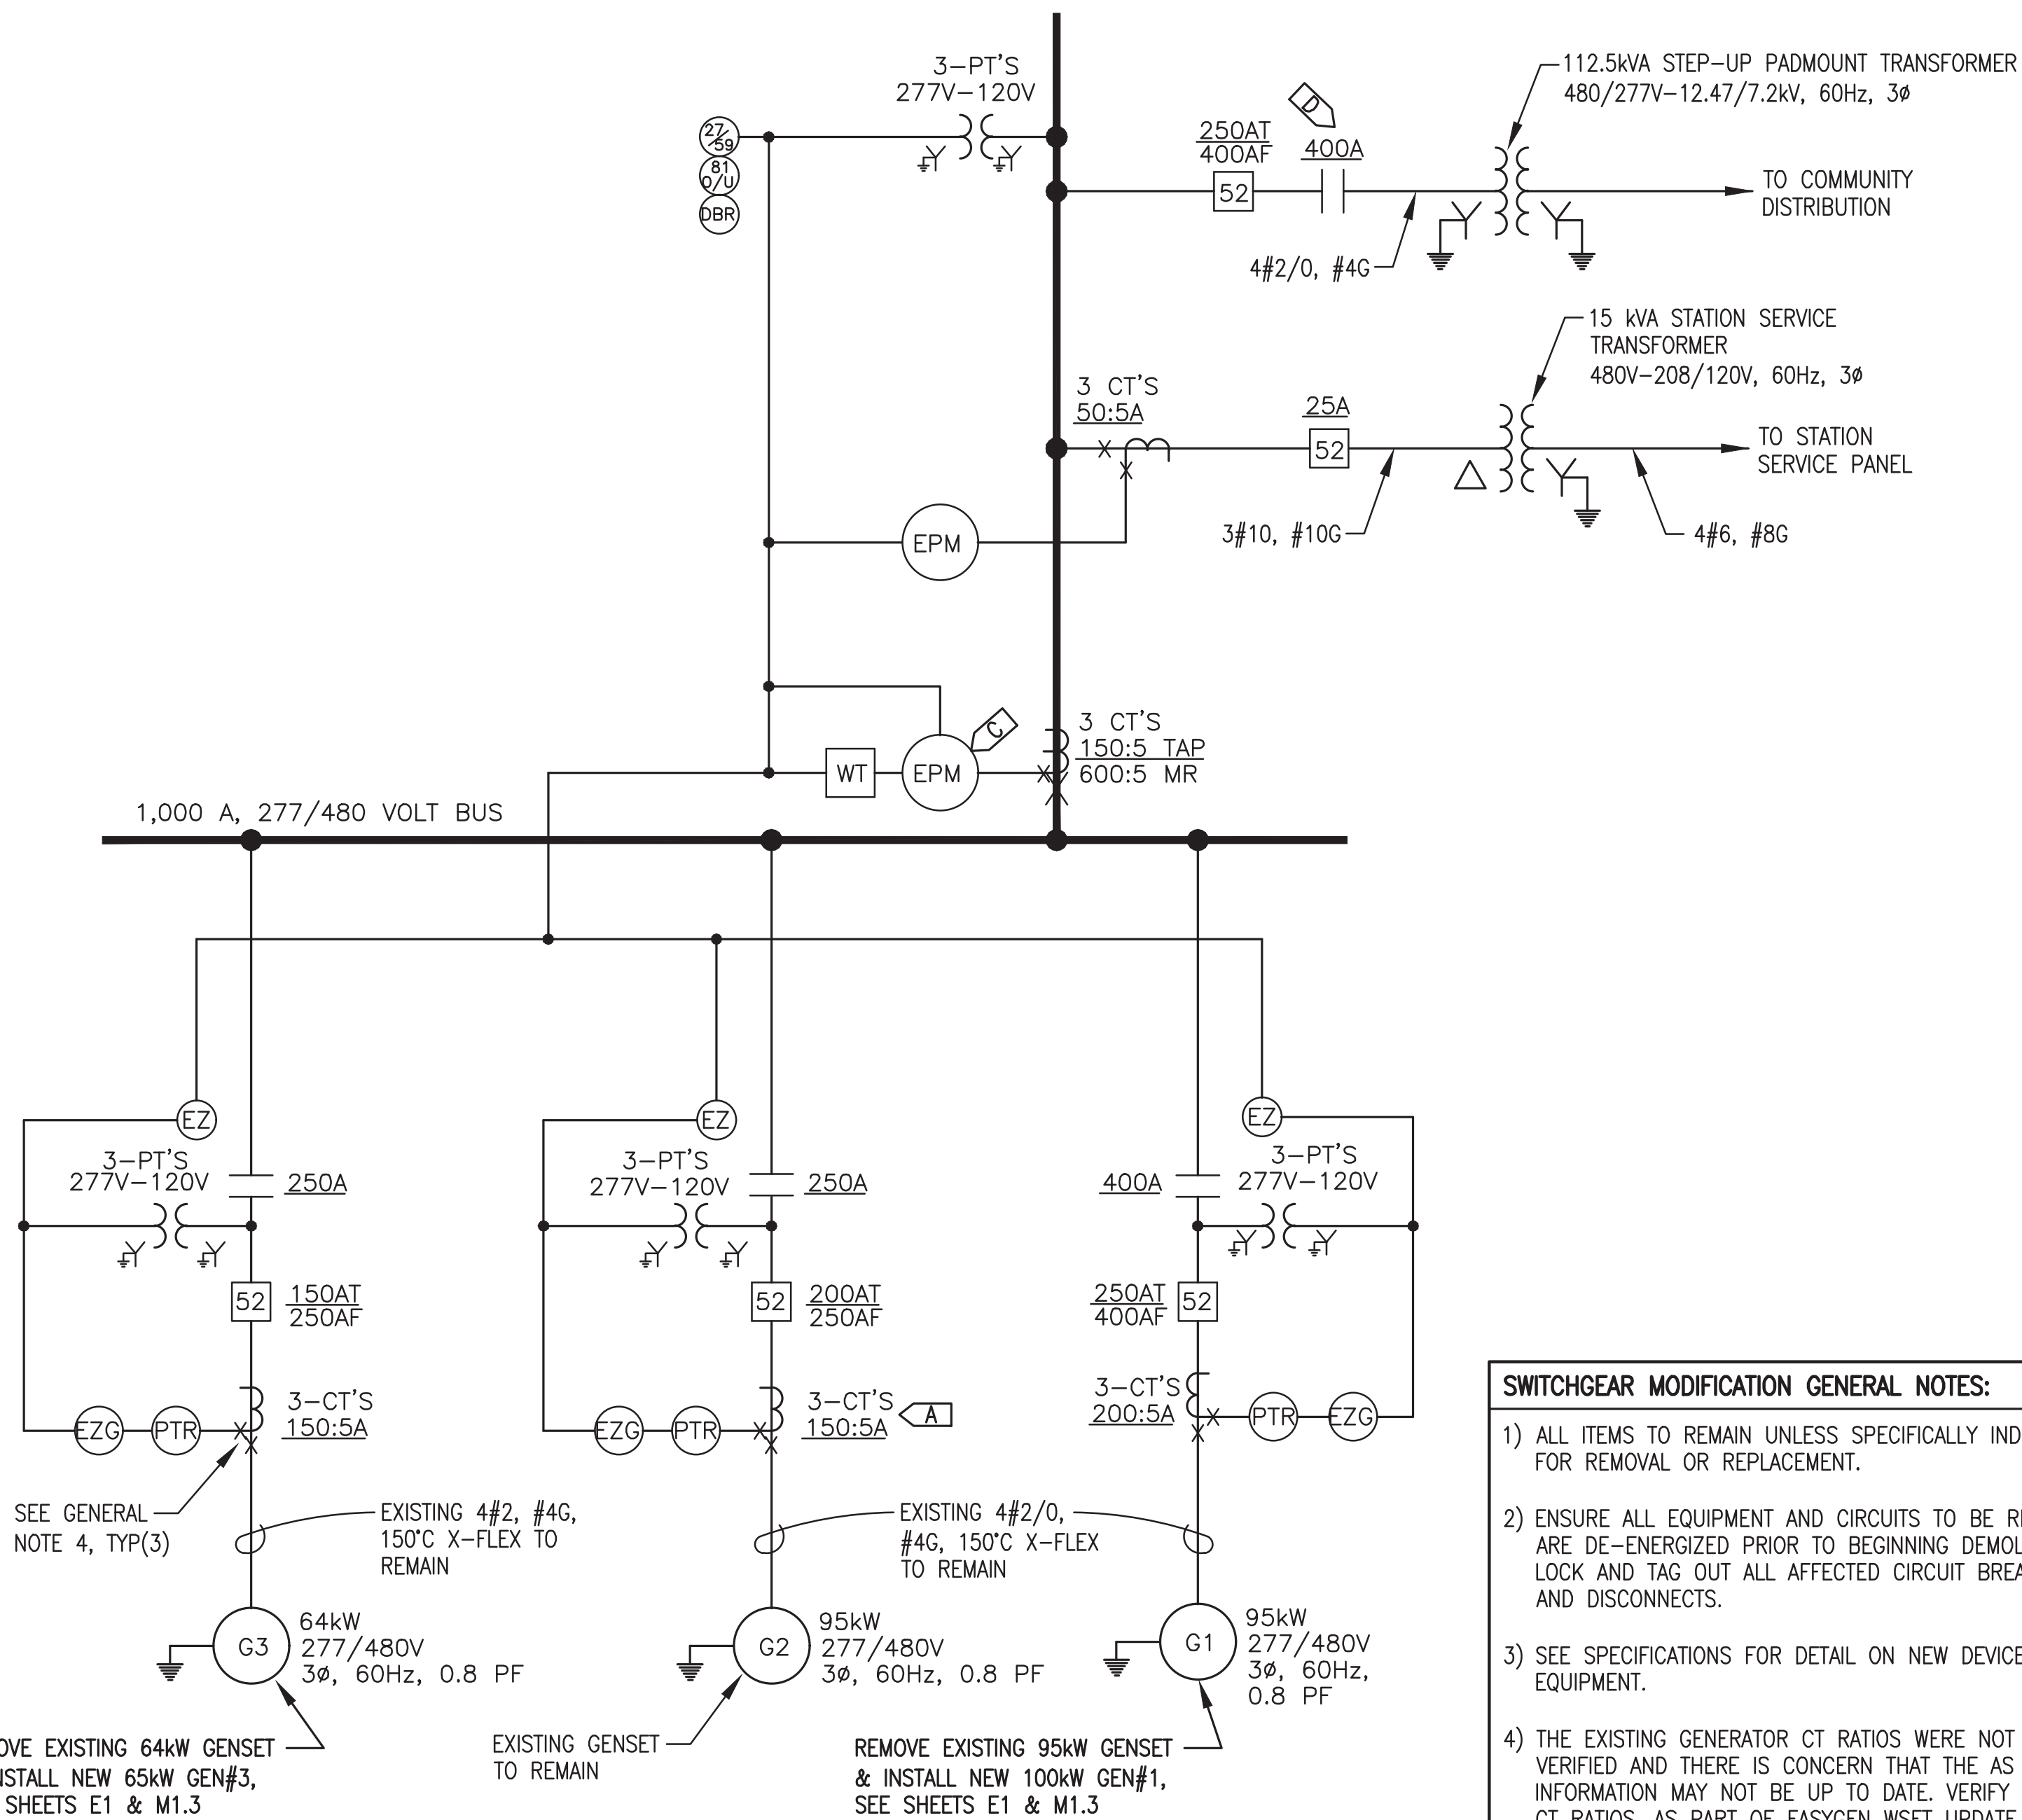 3-PT'S
277V-120V
27/59
81
O/U
DBR
250AT
400AF
D
400A
52
112.5kVA STEP-UP PADMOUNT TRANSFORMER
480/277V-12.47/7.2kV, 60Hz, 3ø
TO COMMUNITY
DISTRIBUTION
4#2/0, #4G
15 kVA STATION SERVICE
TRANSFORMER
480V-208/120V, 60Hz, 3ø
3 CT'S
50:5A
25A
52
TO STATION
SERVICE PANEL
3#10, #10G
4#6, #8G
EPM
C
3 CT'S
150:5 TAP
600:5 MR
WT
EPM
1,000 A, 277/480 VOLT BUS
EZ
3-PT'S
277V-120V
250A
52
150AT
250AF
EZG
PTR
3-CT'S
150:5A
SEE GENERAL
NOTE 4, TYP(3)
EXISTING 4#2, #4G,
150°C X-FLEX TO
REMAIN
G3
64kW
277/480V
3ø, 60Hz, 0.8 PF
OVE EXISTING 64kW GENSET
NSTALL NEW 65kW GEN#3,
SHEETS E1 & M1.3
EZ
3-PT'S
277V-120V
250A
52
200AT
250AF
EZG
PTR
3-CT'S
150:5A
A
EXISTING 4#2/0,
#4G, 150°C X-FLEX
TO REMAIN
G2
95kW
277/480V
3ø, 60Hz, 0.8 PF
EXISTING GENSET
TO REMAIN
EZ
400A
3-PT'S
277V-120V
250AT
400AF
52
3-CT'S
200:5A
PTR
EZG
G1
95kW
277/480V
3ø, 60Hz,
0.8 PF
REMOVE EXISTING 95kW GENSET
& INSTALL NEW 100kW GEN#1,
SEE SHEETS E1 & M1.3
SWITCHGEAR MODIFICATION GENERAL NOTES:
1) ALL ITEMS TO REMAIN UNLESS SPECIFICALLY IND
FOR REMOVAL OR REPLACEMENT.
2) ENSURE ALL EQUIPMENT AND CIRCUITS TO BE RE
ARE DE-ENERGIZED PRIOR TO BEGINNING DEMOL
LOCK AND TAG OUT ALL AFFECTED CIRCUIT BREA
AND DISCONNECTS.
3) SEE SPECIFICATIONS FOR DETAIL ON NEW DEVICE
EQUIPMENT.
4) THE EXISTING GENERATOR CT RATIOS WERE NOT
VERIFIED AND THERE IS CONCERN THAT THE AS
INFORMATION MAY NOT BE UP TO DATE. VERIFY
CT RATIOS, AS PART OF EASYGEN WSET UPDATE